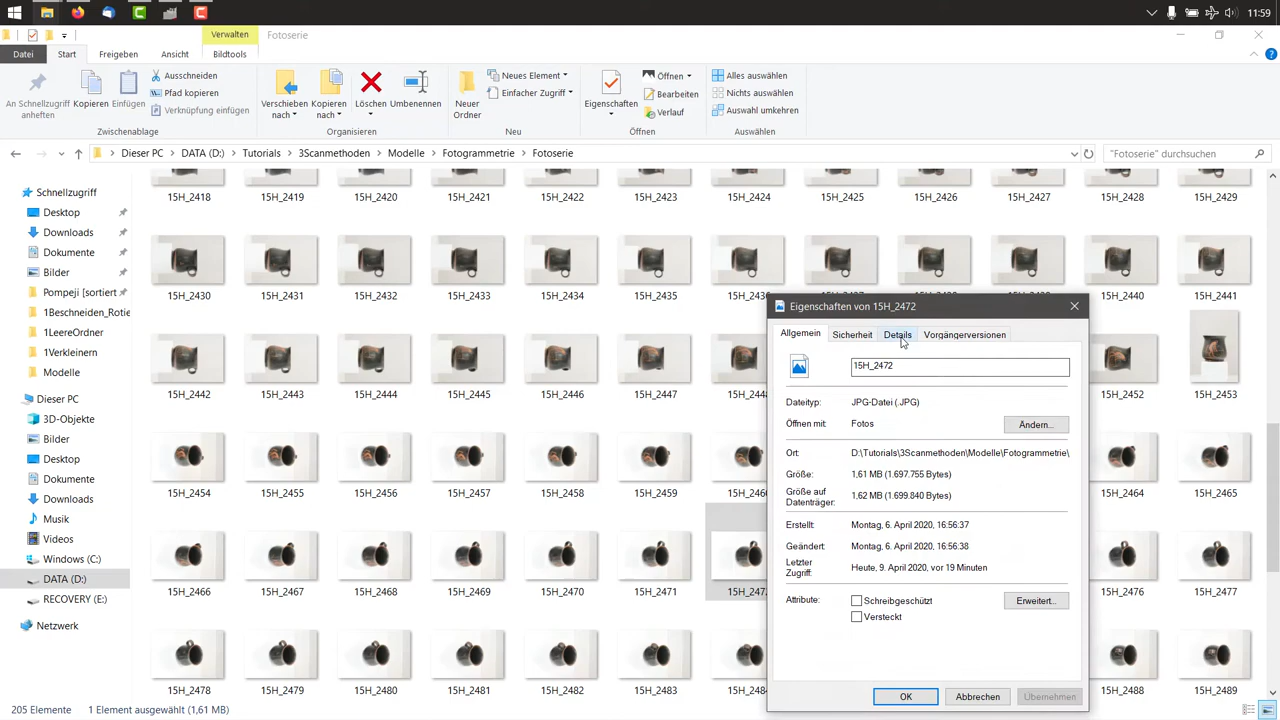 11:59
Verwalten
Fotoserie
Datei
Start
Freigeben
Ansicht
Bildtools
An Schnellzugriff anheften
Kopieren
Einfügen
Ausschneiden
Pfad kopieren
Verknüpfung einfügen
Zwischenablage
Verschieben nach
Kopieren nach
Löschen
Umbenennen
Organisieren
Neuer Ordner
Neues Element
Einfacher Zugriff
Neu
Eigenschaften
Öffnen
Bearbeiten
Verlauf
Öffnen
Alles auswählen
Nichts auswählen
Auswahl umkehren
Auswählen
Dieser PC > DATA (D:) > Tutorials > 3Scanmethoden > Modelle > Fotogrammetrie > Fotoserie
"Fotoserie" durchsuchen
Schnellzugriff
Desktop
Downloads
Dokumente
Bilder
Pompeji [sortiert
1Beschneiden_Rotie
1LeereOrdner
1Verkleinern
Modelle
Dieser PC
3D-Objekte
Bilder
Desktop
Dokumente
Downloads
Musik
Videos
Windows (C:)
DATA (D:)
RECOVERY (E:)
Netzwerk
15H_2418 15H_2419 15H_2420 15H_2421 15H_2422 15H_2423 15H_2424 15H_2425 15H_2426 15H_2427 15H_2428 15H_2429
15H_2430 15H_2431 15H_2432 15H_2433 15H_2434 15H_2435 15H_2436 15H_2441
15H_2442 15H_2443 15H_2444 15H_2445 15H_2446 15H_2447 15H_2448 15H_2452 15H_2453
15H_2454 15H_2455 15H_2456 15H_2457 15H_2458 15H_2459 15H_2460 15H_2464 15H_2465
15H_2466 15H_2467 15H_2468 15H_2469 15H_2470 15H_2471 15H_2472 15H_2476 15H_2477
15H_2478 15H_2479 15H_2480 15H_2481 15H_2482 15H_2483 15H_2484 15H_2488 15H_2489
Eigenschaften von 15H_2472
Allgemein
Sicherheit
Details
Vorgängerversionen
15H_2472
Dateityp: JPG-Datei (.JPG)
Öffnen mit: Fotos
Ändern...
Ort: D:\Tutorials\3Scanmethoden\Modelle\Fotogrammetrie\
Größe: 1,61 MB (1.697.755 Bytes)
Größe auf Datenträger: 1,62 MB (1.699.840 Bytes)
Erstellt: Montag, 6. April 2020, 16:56:37
Geändert: Montag, 6. April 2020, 16:56:38
Letzter Zugriff: Heute, 9. April 2020, vor 19 Minuten
Attribute: Schreibgeschützt
Erweitert...
Versteckt
OK
Abbrechen
Übernehmen
205 Elemente
1 Element ausgewählt (1,61 MB)